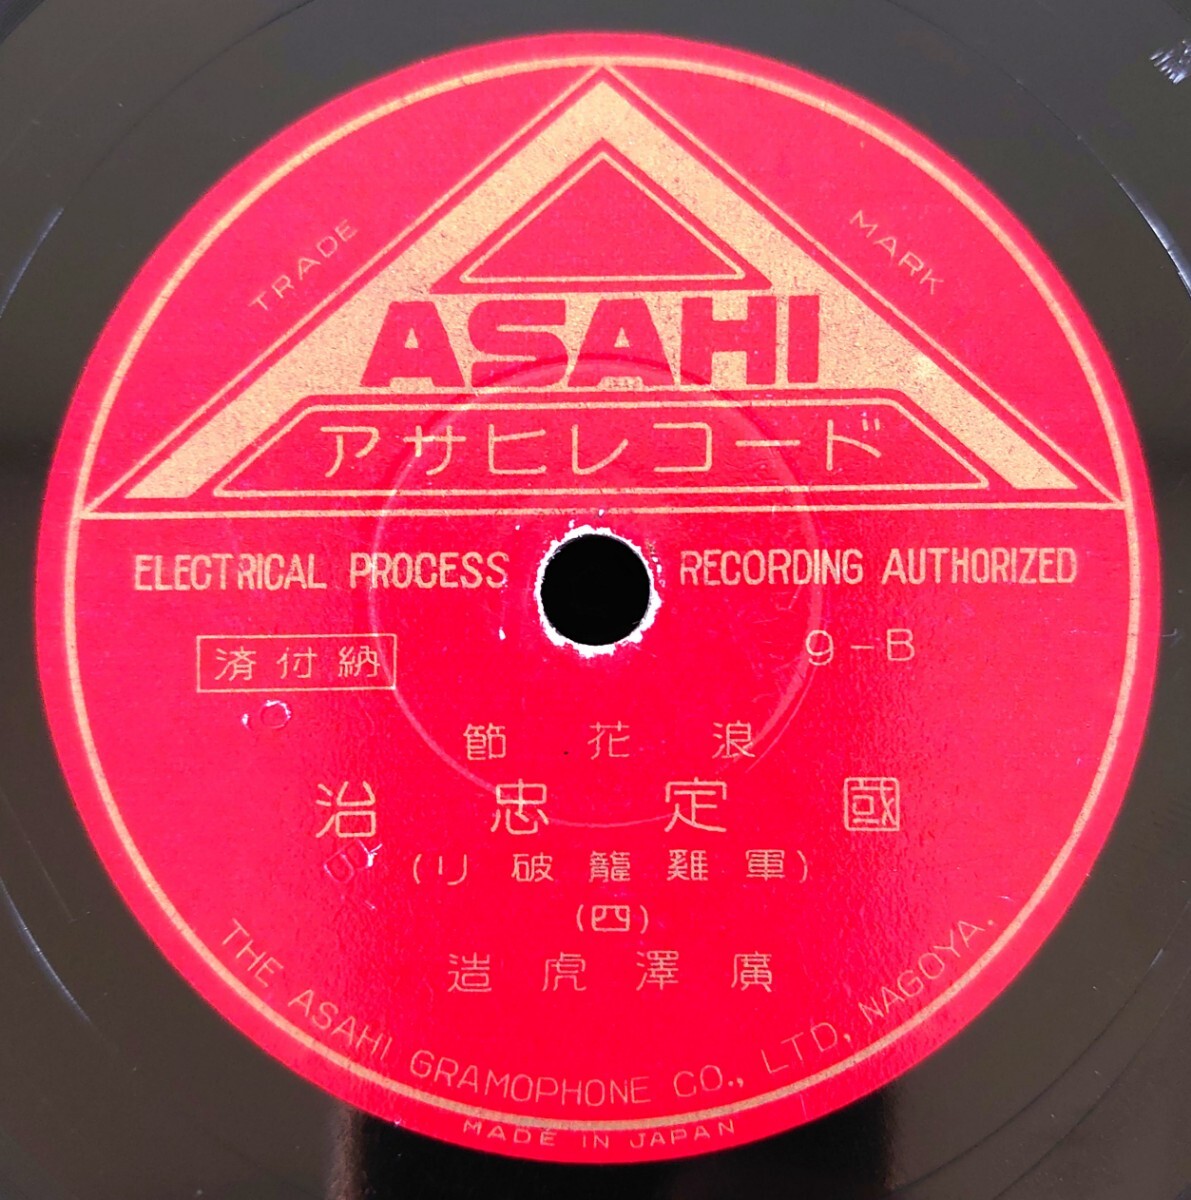 TRADE MARK
ASAHI
アサヒレコード
ELECTRICAL PROCESS RECORDING AUTHORIZED
納付済
9-B
浪花節
國定忠治
(軍雞籠破リ)
(四)
廣澤虎造
THE ASAHI GRAMOPHONE CO., LTD, NAGOYA.
MADE IN JAPAN